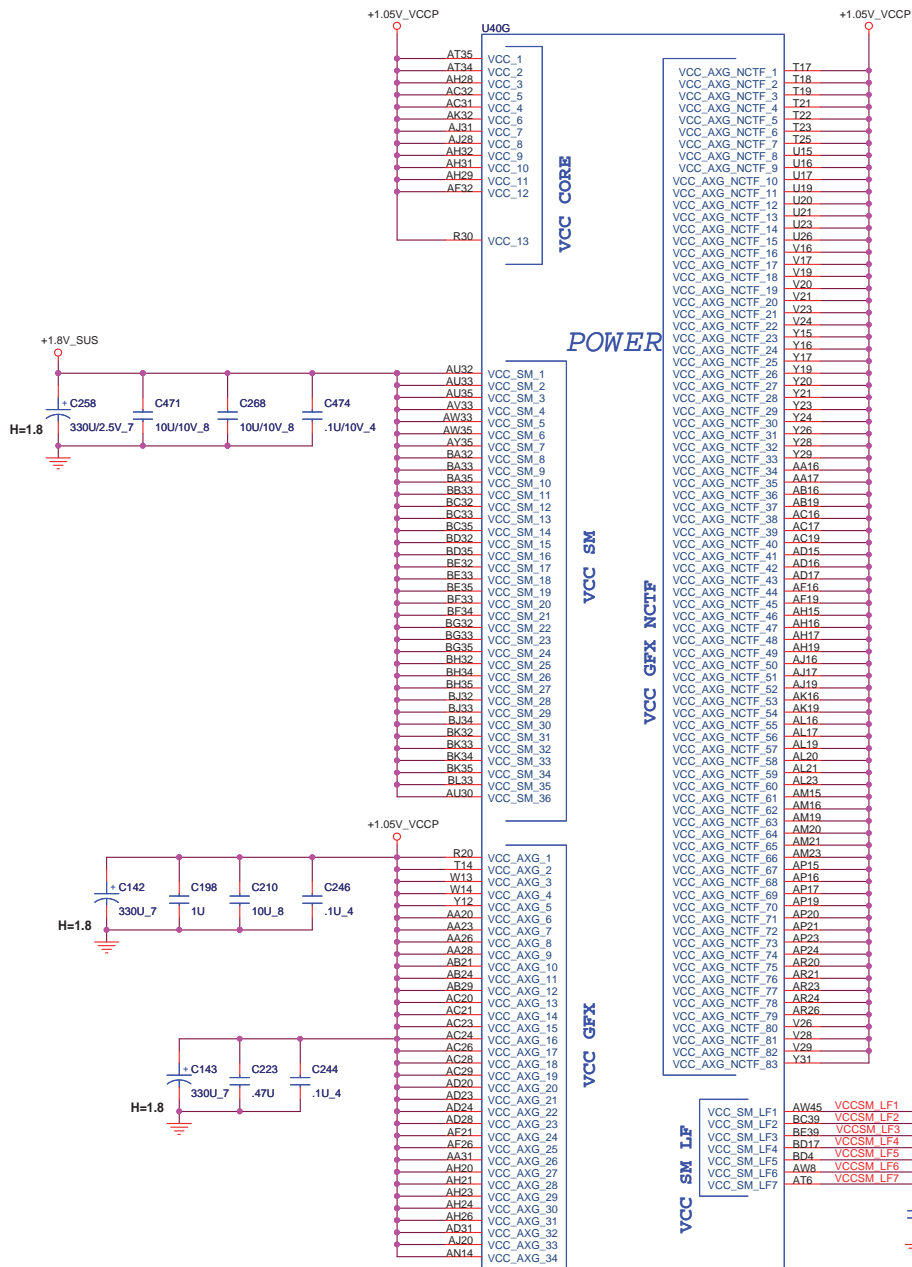 +1.05V_VCCP
U40G
AT35 VCC_1
AT34 VCC_2
AH28 VCC_3
AC32 VCC_5
AC31 VCC_4
AK32 VCC_6
AJ31 VCC_7
AJ28 VCC_8
AH32 VCC_9
AH31 VCC_10
AH29 VCC_11
AF32 VCC_12
R30 VCC_13
VCC CORE
POWER
+1.8V_SUS
+ C258
330U/2.5V_7
H=1.8
C471
10U/10V_8
C268
10U/10V_8
C474
.1U/10V_4
AU32 VCC_SM_1
AU33 VCC_SM_2
AU35 VCC_SM_3
AV33 VCC_SM_4
AW33 VCC_SM_5
AW35 VCC_SM_6
AY35 VCC_SM_7
BA32 VCC_SM_8
BA33 VCC_SM_9
BA35 VCC_SM_10
BB33 VCC_SM_11
BC32 VCC_SM_12
BC33 VCC_SM_13
BC35 VCC_SM_14
BD32 VCC_SM_15
BD35 VCC_SM_16
BE32 VCC_SM_17
BE33 VCC_SM_18
BE35 VCC_SM_19
BF33 VCC_SM_20
BF34 VCC_SM_21
BG32 VCC_SM_22
BG33 VCC_SM_23
BG35 VCC_SM_24
BH32 VCC_SM_25
BH34 VCC_SM_26
BH35 VCC_SM_27
BJ32 VCC_SM_28
BJ33 VCC_SM_29
BJ34 VCC_SM_30
BK32 VCC_SM_31
BK33 VCC_SM_32
BK34 VCC_SM_33
BK35 VCC_SM_34
BL33 VCC_SM_35
AU30 VCC_SM_36
VCC SM
+1.05V_VCCP
+ C142
330U_7
H=1.8
C198
1U
C210
10U_8
C246
.1U_4
+ C143
330U_7
H=1.8
C223
.47U
C244
.1U_4
R20 VCC_AXG_1
T14 VCC_AXG_2
W13 VCC_AXG_3
W14 VCC_AXG_4
Y12 VCC_AXG_5
AA20 VCC_AXG_6
AA23 VCC_AXG_7
AA26 VCC_AXG_8
AA28 VCC_AXG_9
AB21 VCC_AXG_10
AB24 VCC_AXG_11
AB29 VCC_AXG_12
AC20 VCC_AXG_13
AC21 VCC_AXG_14
AC23 VCC_AXG_15
AC24 VCC_AXG_16
AC26 VCC_AXG_17
AC28 VCC_AXG_18
AC29 VCC_AXG_19
AD20 VCC_AXG_20
AD23 VCC_AXG_21
AD24 VCC_AXG_22
AD28 VCC_AXG_23
AF21 VCC_AXG_24
AF26 VCC_AXG_25
AA31 VCC_AXG_26
AH20 VCC_AXG_27
AH21 VCC_AXG_28
AH23 VCC_AXG_29
AH24 VCC_AXG_30
AH26 VCC_AXG_31
AD31 VCC_AXG_32
AJ20 VCC_AXG_33
AN14 VCC_AXG_34
VCC GFX
+1.05V_VCCP
VCC_AXG_NCTF_1 T17
VCC_AXG_NCTF_2 T18
VCC_AXG_NCTF_3 T19
VCC_AXG_NCTF_4 T21
VCC_AXG_NCTF_5 T22
VCC_AXG_NCTF_6 T23
VCC_AXG_NCTF_7 T25
VCC_AXG_NCTF_8 U15
VCC_AXG_NCTF_9 U16
VCC_AXG_NCTF_10 U17
VCC_AXG_NCTF_11 U19
VCC_AXG_NCTF_12 U20
VCC_AXG_NCTF_13 U21
VCC_AXG_NCTF_14 U23
VCC_AXG_NCTF_15 U26
VCC_AXG_NCTF_16 V16
VCC_AXG_NCTF_17 V17
VCC_AXG_NCTF_18 V19
VCC_AXG_NCTF_19 V20
VCC_AXG_NCTF_20 V21
VCC_AXG_NCTF_21 V23
VCC_AXG_NCTF_22 V24
VCC_AXG_NCTF_23 Y15
VCC_AXG_NCTF_24 Y16
VCC_AXG_NCTF_25 Y17
VCC_AXG_NCTF_26 Y19
VCC_AXG_NCTF_27 Y20
VCC_AXG_NCTF_28 Y21
VCC_AXG_NCTF_29 Y23
VCC_AXG_NCTF_30 Y24
VCC_AXG_NCTF_31 Y26
VCC_AXG_NCTF_32 Y28
VCC_AXG_NCTF_33 Y29
VCC_AXG_NCTF_34 AA16
VCC_AXG_NCTF_35 AA17
VCC_AXG_NCTF_36 AB16
VCC_AXG_NCTF_37 AB19
VCC_AXG_NCTF_38 AC16
VCC_AXG_NCTF_39 AC17
VCC_AXG_NCTF_40 AC19
VCC_AXG_NCTF_41 AD15
VCC_AXG_NCTF_42 AD16
VCC_AXG_NCTF_43 AD17
VCC_AXG_NCTF_44 AF16
VCC_AXG_NCTF_45 AF19
VCC_AXG_NCTF_46 AH15
VCC_AXG_NCTF_47 AH16
VCC_AXG_NCTF_48 AH17
VCC_AXG_NCTF_49 AH19
VCC_AXG_NCTF_50 AJ16
VCC_AXG_NCTF_51 AJ17
VCC_AXG_NCTF_52 AJ19
VCC_AXG_NCTF_53 AK16
VCC_AXG_NCTF_54 AK19
VCC_AXG_NCTF_55 AL16
VCC_AXG_NCTF_56 AL17
VCC_AXG_NCTF_57 AL19
VCC_AXG_NCTF_58 AL20
VCC_AXG_NCTF_59 AL21
VCC_AXG_NCTF_60 AL23
VCC_AXG_NCTF_61 AM15
VCC_AXG_NCTF_62 AM16
VCC_AXG_NCTF_63 AM19
VCC_AXG_NCTF_64 AM20
VCC_AXG_NCTF_65 AM21
VCC_AXG_NCTF_66 AM23
VCC_AXG_NCTF_67 AP15
VCC_AXG_NCTF_68 AP16
VCC_AXG_NCTF_69 AP17
VCC_AXG_NCTF_70 AP19
VCC_AXG_NCTF_71 AP20
VCC_AXG_NCTF_72 AP21
VCC_AXG_NCTF_73 AP23
VCC_AXG_NCTF_74 AP24
VCC_AXG_NCTF_75 AR20
VCC_AXG_NCTF_76 AR21
VCC_AXG_NCTF_77 AR23
VCC_AXG_NCTF_78 AR24
VCC_AXG_NCTF_79 AR26
VCC_AXG_NCTF_80 V26
VCC_AXG_NCTF_81 V28
VCC_AXG_NCTF_82 V29
VCC_AXG_NCTF_83 Y31
VCC GFX NCTF
VCC_SM_LF1 AW45 VCCSM_LF1
VCC_SM_LF2 BC39 VCCSM_LF2
VCC_SM_LF3 BE39 VCCSM_LF3
VCC_SM_LF4 BD17 VCCSM_LF4
VCC_SM_LF5 BD4 VCCSM_LF5
VCC_SM_LF6 AW8 VCCSM_LF6
VCC_SM_LF7 AT6 VCCSM_LF7
VCC SM LF